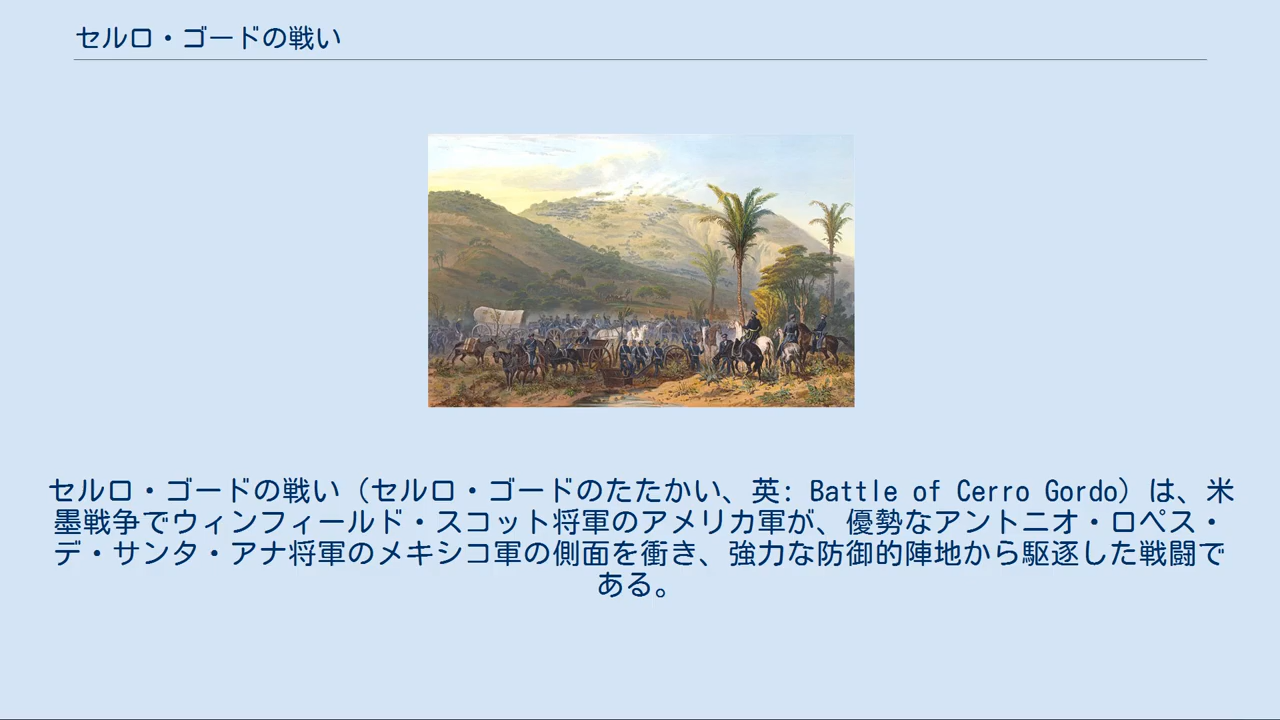 セルロ・ゴードの戦い
セルロ・ゴードの戦い（セルロ・ゴードのたたかい、英: Battle of Cerro Gordo）は、米
墨戦争でウィンフィールド・スコット将軍のアメリカ軍が、優勢なアントニオ・ロペス・
デ・サンタ・アナ将軍のメキシコ軍の側面を衝き、強力な防御的陣地から駆逐した戦闘で
ある。